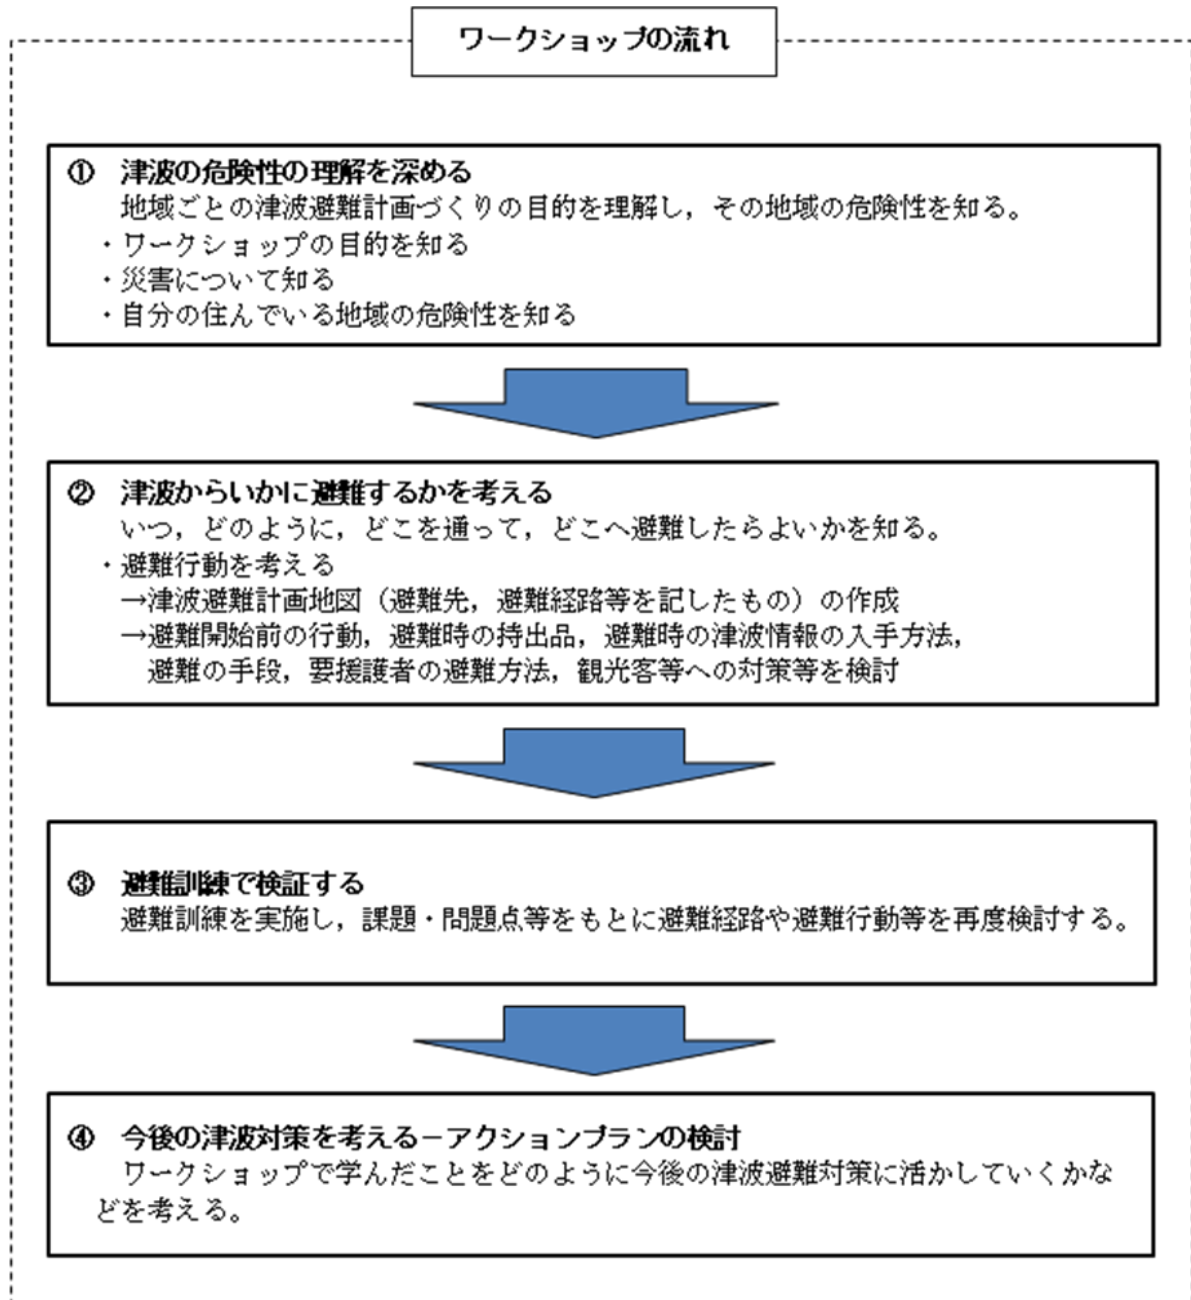 ワークショップの流れ
① 津波の危険性の理解を深める
地域ごとの津波避難計画づくりの目的を理解し，その地域の危険性を知る。
・ワークショップの目的を知る
・災害について知る
・自分の住んでいる地域の危険性を知る
② 津波からいかに避難するかを考える
いつ，どのように，どこを通って，どこへ避難したらよいかを知る。
・避難行動を考える
→津波避難計画地図（避難先，避難経路等を記したもの）の作成
→避難開始前の行動，避難時の持出品，避難時の津波情報の入手方法，
避難の手段，要援護者の避難方法，観光客等への対策等を検討
③ 避難訓練で検証する
避難訓練を実施し，課題・問題点等をもとに避難経路や避難行動等を再度検討する。
④ 今後の津波対策を考える－アクションプランの検討
ワークショップで学んだことをどのように今後の津波避難対策に活かしていくかな
どを考える。